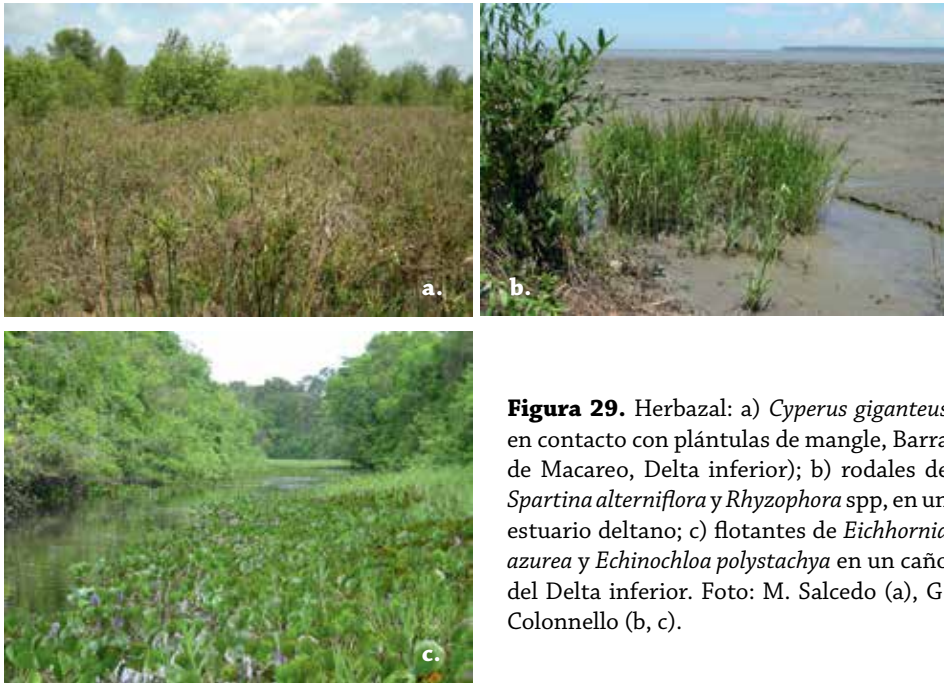 a.
b.
c.
Figura 29. Herbazal: a) Cyperus giganteus
en contacto con plántulas de mangle, Barra
de Macareo, Delta inferior); b) rodales de
Spartina alterniflora y Rhyzophora spp, en un
estuario deltano; c) flotantes de Eichhornia
azurea y Echinochloa polystachya en un caño
del Delta inferior. Foto: M. Salcedo (a), G.
Colonnello (b, c).